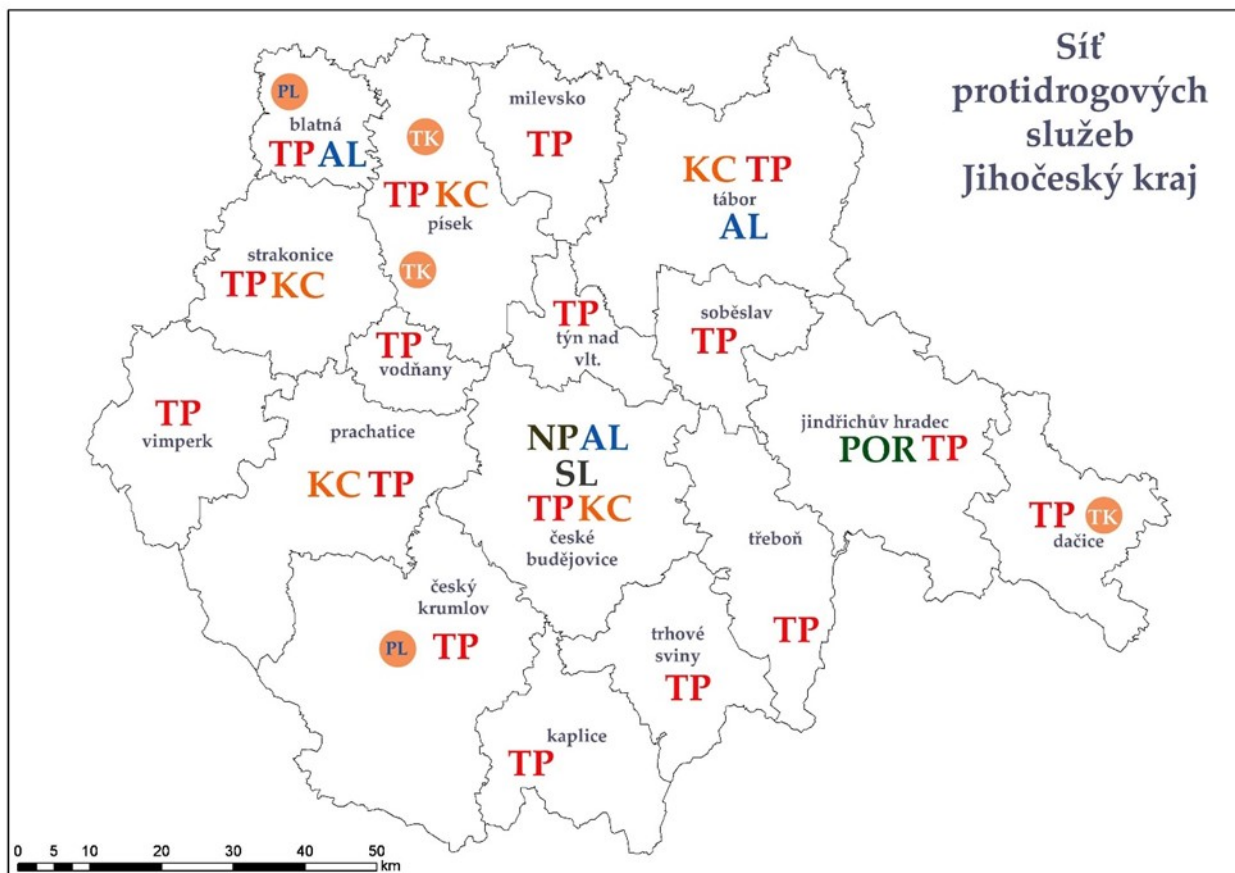 Síť
protidrogových
služeb
Jihočeský kraj
PL
blatná
TP AL
TK
TP KC
písek
TK
milevsko
TP
KC TP
tábor
AL
strakonice
TP KC
TP
vodňany
TP
týn nad
vlt.
soběslav
TP
TP
vimperk
prachatice
KC TP
NP AL
SL
TP KC
české
budějovice
jindřichův hradec
POR TP
TP TK
dačice
třeboň
TP
český
krumlov
PL TP
trhové
sviny
TP
kaplice
TP
0 5 10 20 30 40 50
km